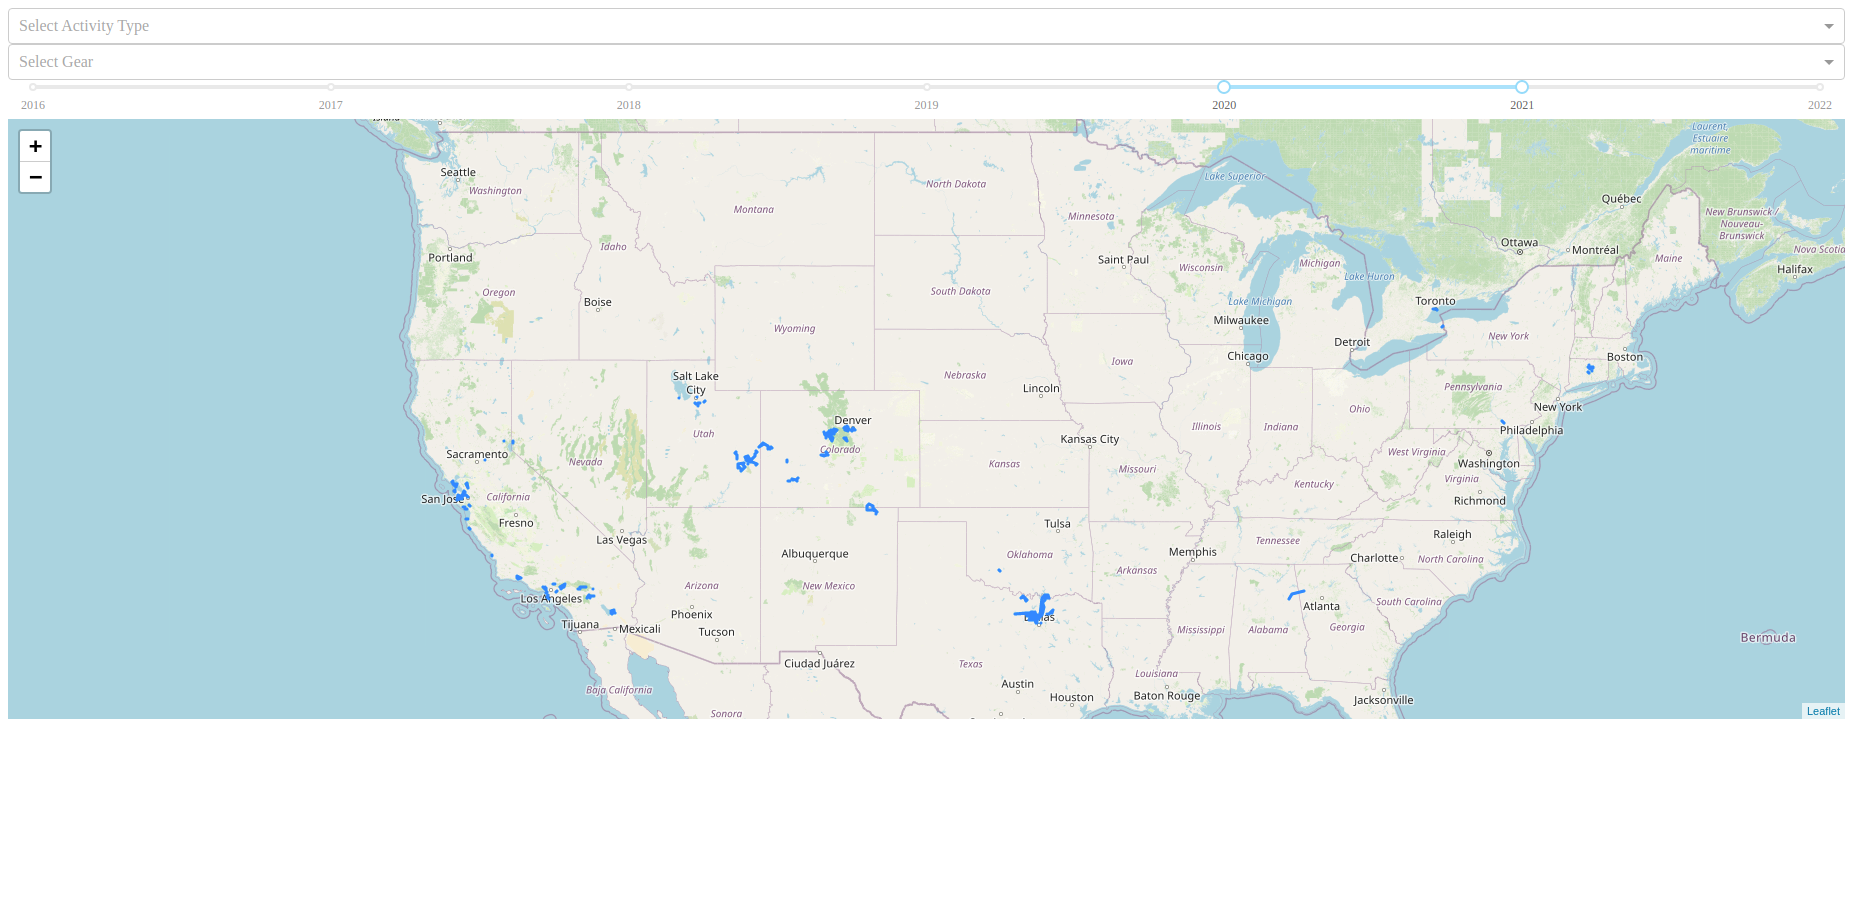 Select Activity Type
Select Gear
2016 2017 2018 2019 2020 2021 2022
+
−
Island
Seattle
Washington
Montana
North Dakota
Minnesota
Lake Superior
Laurent,
Estuaire
maritime
Québec
New Brunswick /
Nouveau-
Brunswick
Nova Scotia
Ottawa
Montréal
Maine
Halifax
Portland
Idaho
Saint Paul
Wisconsin
Michigan
Lake Huron
Oregon
Boise
South Dakota
Lake Michigan
Toronto
Wyoming
Milwaukee
Detroit
New York
Chicago
Boston
Salt Lake
City
Nebraska
Iowa
Lincoln
Pennsylvania
New York
Ohio
Denver
Utah
Colorado
Kansas City
Illinois
Indiana
Philadelphia
Sacramento
Nevada
Kansas
Missouri
West Virginia
Washington
Virginia
Kentucky
San Jose
California
Richmond
Fresno
Las Vegas
Tulsa
Raleigh
Albuquerque
Oklahoma
Memphis
Tennessee
Charlotte
North Carolina
Arkansas
Arizona
New Mexico
Los Angeles
Phoenix
Atlanta
South Carolina
Tijuana
Mexicali
Tucson
Dallas
Mississippi
Alabama
Georgia
Bermuda
Ciudad Juárez
Texas
Louisiana
Baja California
Austin
Houston
Baton Rouge
Jacksonville
Sonora
Leaflet